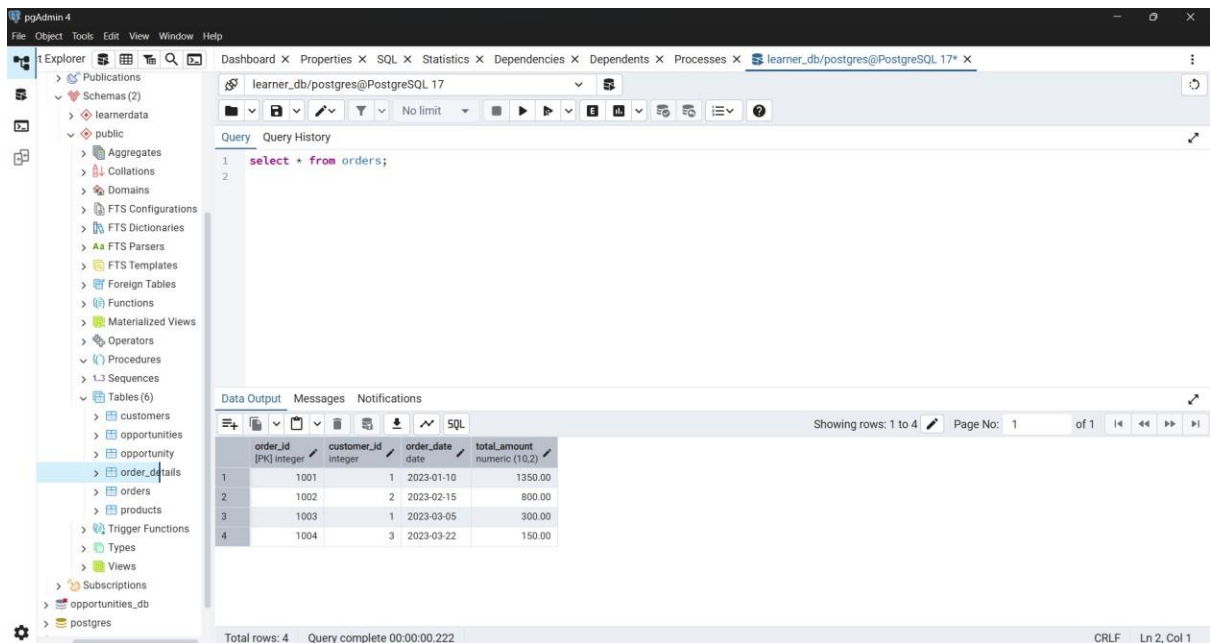 pgAdmin 4
File Object Tools Edit View Window Help
t Explorer
Dashboard X Properties X SQL X Statistics X Dependencies X Dependents X Processes X learner_db/postgres@PostgreSQL 17* X
Publications
Schemas (2)
learnerdata
public
Aggregates
Collations
Domains
FTS Configurations
FTS Dictionaries
Aa FTS Parsers
FTS Templates
Foreign Tables
Functions
Materialized Views
Operators
Procedures
1..3 Sequences
Tables (6)
customers
opportunities
opportunity
order_details
orders
products
Trigger Functions
Types
Views
Subscriptions
opportunities_db
postgres
learner_db/postgres@PostgreSQL 17
No limit
E
Query Query History
1 select * from orders;
2
Data Output Messages Notifications
SQL
Showing rows: 1 to 4 Page No: 1 of 1
order_id customer_id order_date total_amount
[PK] integer integer date numeric (10,2)
1 1001 1 2023-01-10 1350.00
2 1002 2 2023-02-15 800.00
3 1003 1 2023-03-05 300.00
4 1004 3 2023-03-22 150.00
Total rows: 4 Query complete 00:00:00.222 CRLF Ln 2, Col 1